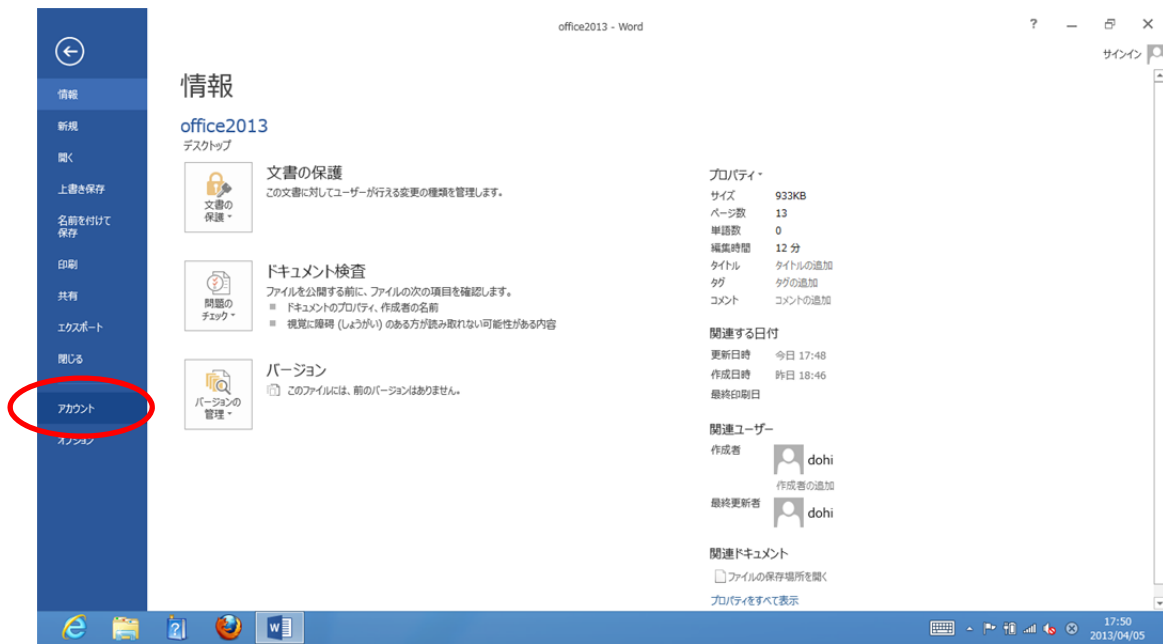 office2013 - Word
?
サインイン
情報
新規
開く
上書き保存
名前を付けて
保存
印刷
共有
エクスポート
閉じる
アカウント
オプション
情報
office2013
デスクトップ
文書の
保護
文書の保護
この文書に対してユーザーが行える変更の種類を管理します。
問題の
チェック
ドキュメント検査
ファイルを公開する前に、ファイルの次の項目を確認します。
ドキュメントのプロパティ、作成者の名前
視覚に障碍 (しょうがい) のある方が読み取れない可能性がある内容
バージョンの
管理
バージョン
このファイルには、前のバージョンはありません。
プロパティ
サイズ 933KB
ページ数 13
単語数 0
編集時間 12 分
タイトル タイトルの追加
タグ タグの追加
コメント コメントの追加
関連する日付
更新日時 今日 17:48
作成日時 昨日 18:46
最終印刷日
関連ユーザー
作成者 dohi
作成者の追加
最終更新者 dohi
関連ドキュメント
ファイルの保存場所を開く
プロパティをすべて表示
17:50
2013/04/05